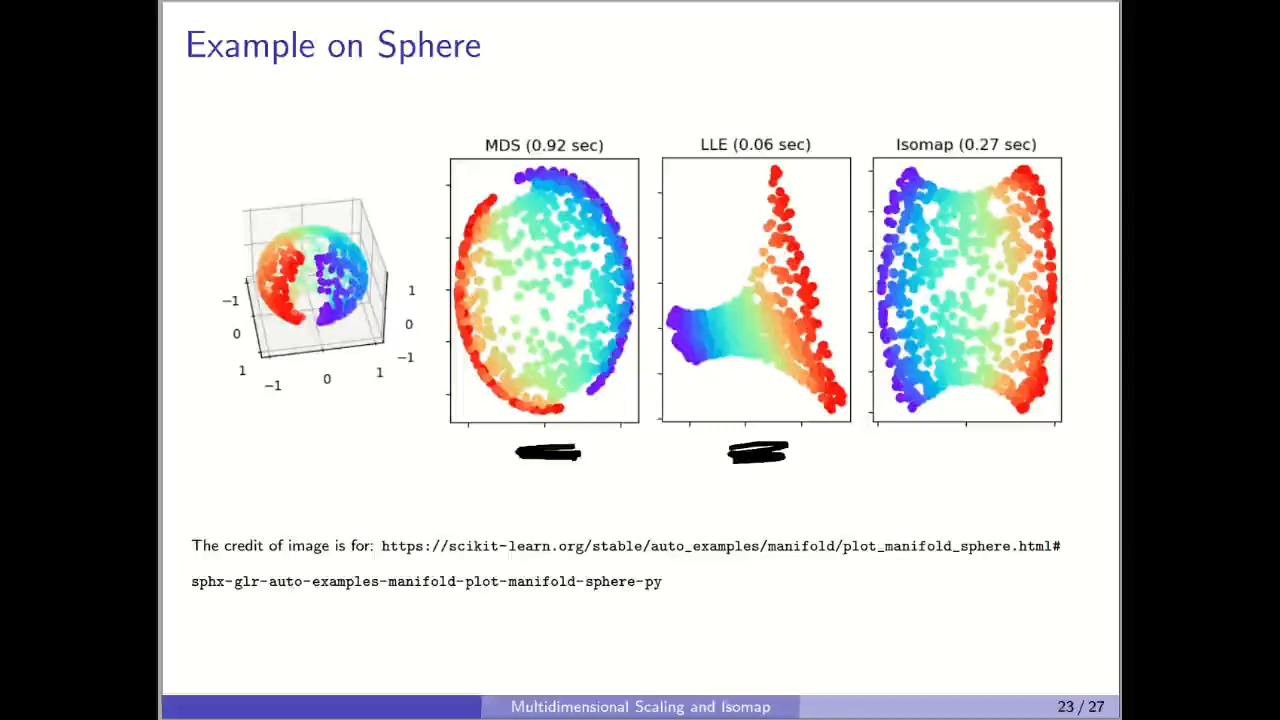 Example on Sphere
MDS (0.92 sec)
LLE (0.06 sec)
Isomap (0.27 sec)
−1
0
1
−1
0
1
1
0
−1
The credit of image is for: https://scikit-learn.org/stable/auto_examples/manifold/plot_manifold_sphere.html#
sphx-glr-auto-examples-manifold-plot-manifold-sphere-py
Multidimensional Scaling and Isomap
23 / 27